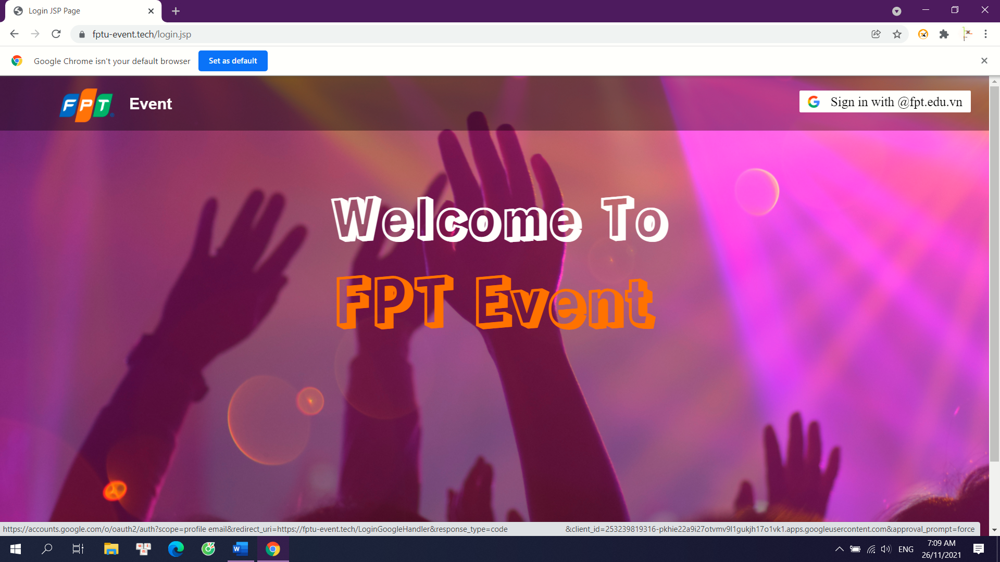 Login JSP Page
fptu-event.tech/login.jsp
Google Chrome isn't your default browser
Set as default
FPT
Event
Sign in with @fpt.edu.vn
Welcome To
FPT Event
https://accounts.google.com/o/oauth2/auth?scope=profile email&redirect_uri=https://fptu-event.tech/LoginGoogleHandler&response_type=code &client_id=253239819316-pkhie22a9i27otvmv9l1gukjh17o1vk1.apps.googleusercontent.com&approval_prompt=force
ENG
7:09 AM
26/11/2021